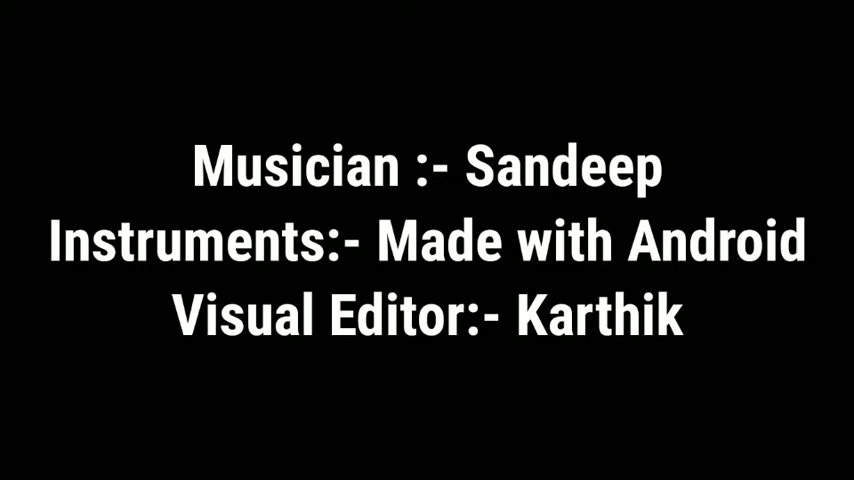 Musician :- Sandeep
Instruments:- Made with Android
Visual Editor:- Karthik